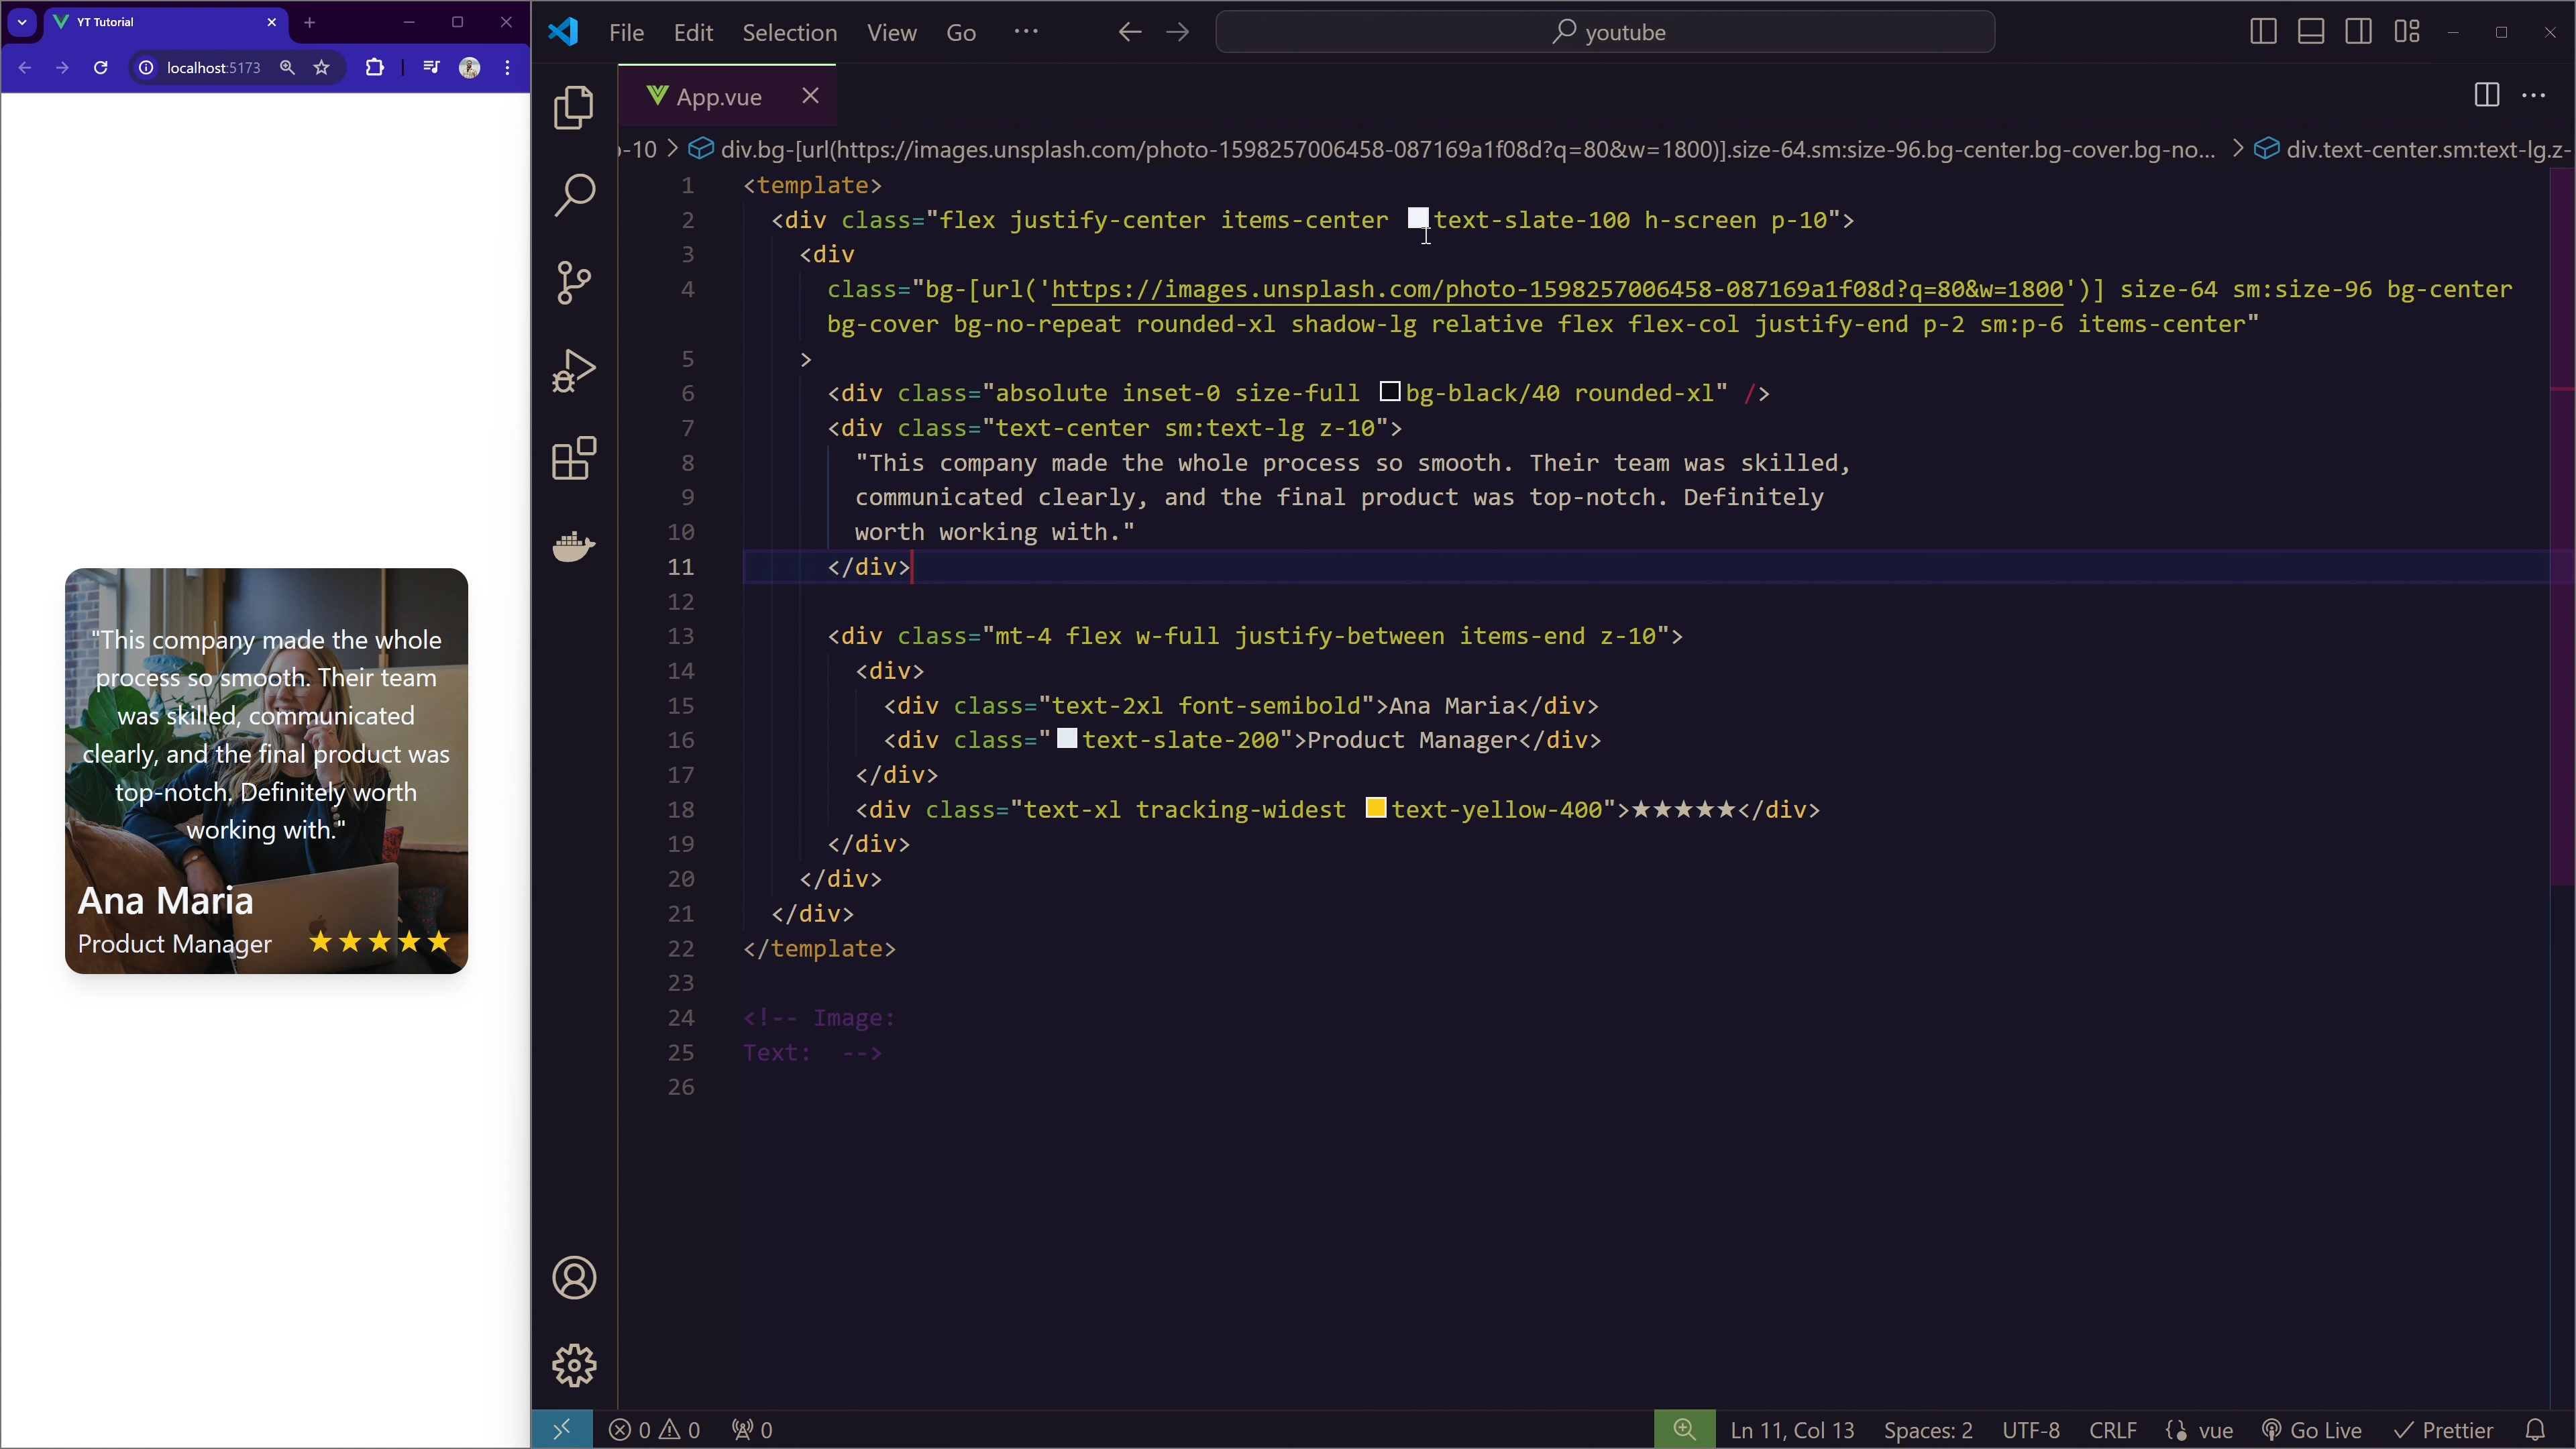 YT Tutorial
localhost:5173
"This company made the whole
process so smooth. Their team
was skilled, communicated
clearly, and the final product was
top-notch. Definitely worth
working with."
Ana Maria
Product Manager ★★★★★
File Edit Selection View Go ···
youtube
App.vue
-10 > div.bg-[url(https://images.unsplash.com/photo-1598257006458-087169a1f08d?q=80&w=1800)].size-64.sm:size-96.bg-center.bg-cover.bg-no... > div.text-center.sm:text-lg.z-
1 <template>
2 <div class="flex justify-center items-center text-slate-100 h-screen p-10">
3 <div
4 class="bg-[url('https://images.unsplash.com/photo-1598257006458-087169a1f08d?q=80&w=1800')] size-64 sm:size-96 bg-center
bg-cover bg-no-repeat rounded-xl shadow-lg relative flex flex-col justify-end p-2 sm:p-6 items-center"
5 >
6 <div class="absolute inset-0 size-full bg-black/40 rounded-xl" />
7 <div class="text-center sm:text-lg z-10">
8 "This company made the whole process so smooth. Their team was skilled,
9 communicated clearly, and the final product was top-notch. Definitely
10 worth working with."
11 </div>
12
13 <div class="mt-4 flex w-full justify-between items-end z-10">
14 <div>
15 <div class="text-2xl font-semibold">Ana Maria</div>
16 <div class="text-slate-200">Product Manager</div>
17 </div>
18 <div class="text-xl tracking-widest text-yellow-400">★★★★★</div>
19 </div>
20 </div>
21 </div>
22 </template>
23
24 <!-- Image:
25 Text: -->
26
0 0 0 Ln 11, Col 13 Spaces: 2 UTF-8 CRLF vue Go Live Prettier